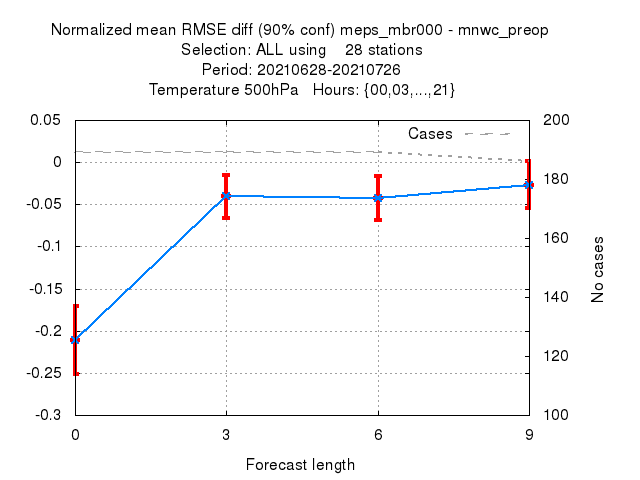 Normalized mean RMSE diff (90% conf) meps_mbr000 - mnwc_preop
Selection: ALL using 28 stations
Period: 20210628-20210726
Temperature 500hPa Hours: {00,03,...,21}
Cases
0.05
0
-0.05
-0.1
-0.15
-0.2
-0.25
-0.3
200
180
160
140
120
100
No cases
0 3 6 9
Forecast length